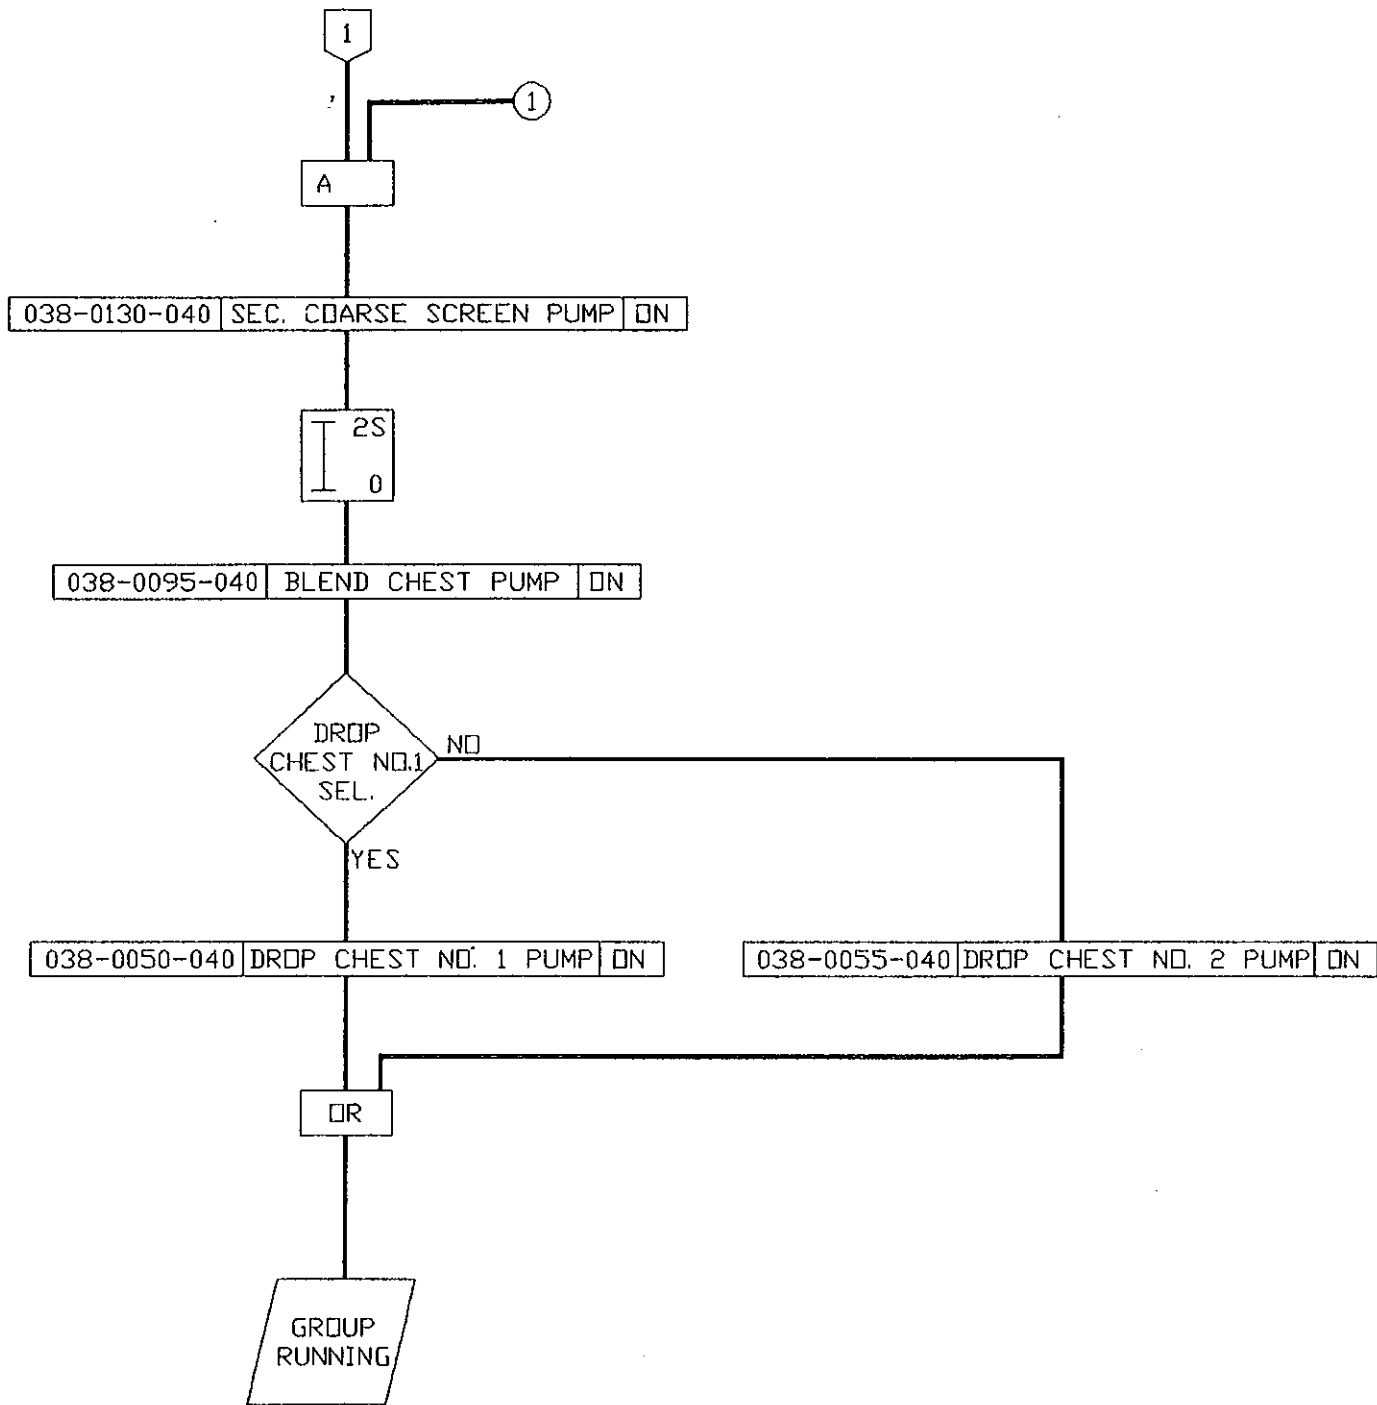 1
1
A
038-0130-040 SEC. COARSE SCREEN PUMP ON
2S
0
038-0095-040 BLEND CHEST PUMP ON
DROP
CHEST NO.1
SEL.
NO
YES
038-0050-040 DROP CHEST NO. 1 PUMP ON
038-0055-040 DROP CHEST NO. 2 PUMP ON
OR
GROUP
RUNNING